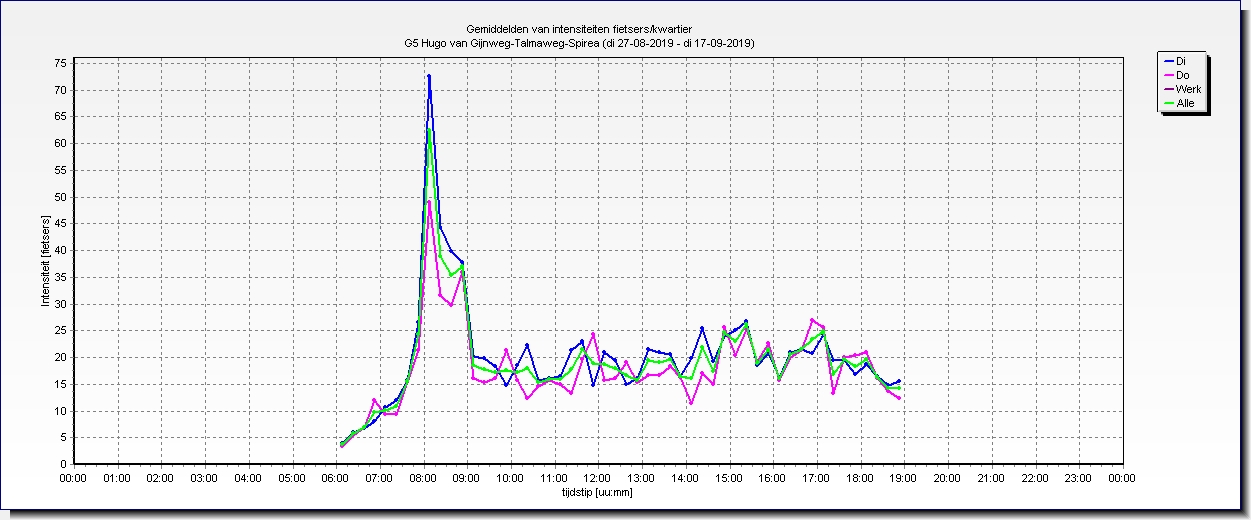 Gemiddelden van intensiteiten fietsers/kwartier
G5 Hugo van Gijnweg-Talmaweg-Spirea (di 27-08-2019 - di 17-09-2019)
Di
Do
Werk
Alle
Intensiteit [fietsers]
75
70
65
60
55
50
45
40
35
30
25
20
15
10
5
0
00:00 01:00 02:00 03:00 04:00 05:00 06:00 07:00 08:00 09:00 10:00 11:00 12:00 13:00 14:00 15:00 16:00 17:00 18:00 19:00 20:00 21:00 22:00 23:00 00:00
tijdstip [uu:mm]